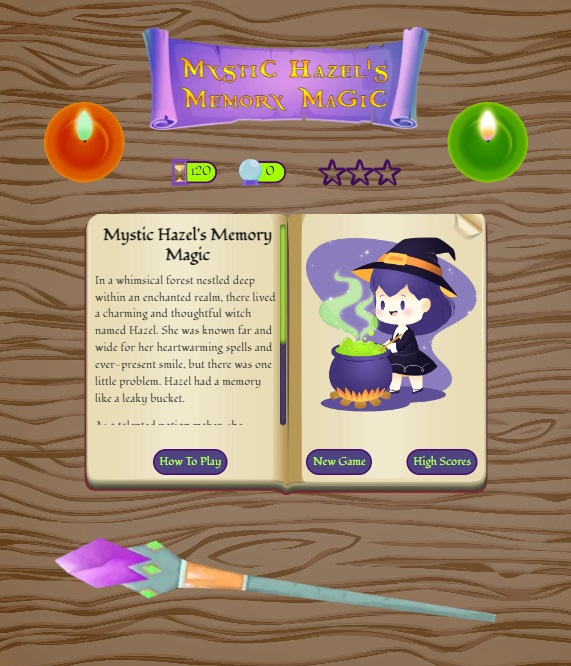 Mystic Hazel's
Memory Magic
120
0
Mystic Hazel's Memory
Magic
In a whimsical forest nestled deep
within an enchanted realm, there lived
a charming and thoughtful witch
named Hazel. She was known far and
wide for her heartwarming spells and
ever-present smile, but there was one
little problem. Hazel had a memory
like a leaky bucket.
As a talented potion maker, she
How To Play
New Game
High Scores